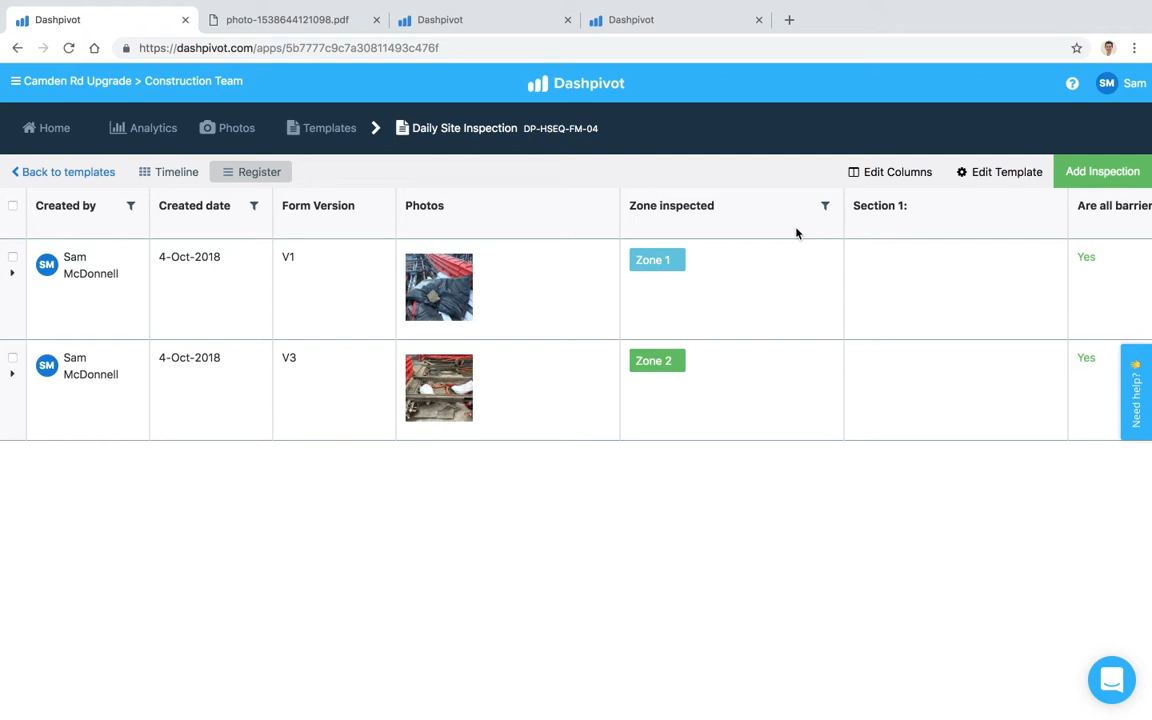 Dashpivot
photo-1538644121098.pdf
Dashpivot
Dashpivot
https://dashpivot.com/apps/5b7777c9c7a30811493c476f
Camden Rd Upgrade > Construction Team
Dashpivot
SM Sam
Home
Analytics
Photos
Templates
Daily Site Inspection DP-HSEQ-FM-04
Back to templates
Timeline
Register
Edit Columns
Edit Template
Add Inspection
Created by
Created date
Form Version
Photos
Zone inspected
Section 1:
Are all barrier
SM Sam
McDonnell
4-Oct-2018
V1
Zone 1
Yes
SM Sam
McDonnell
4-Oct-2018
V3
Zone 2
Yes
Need help?